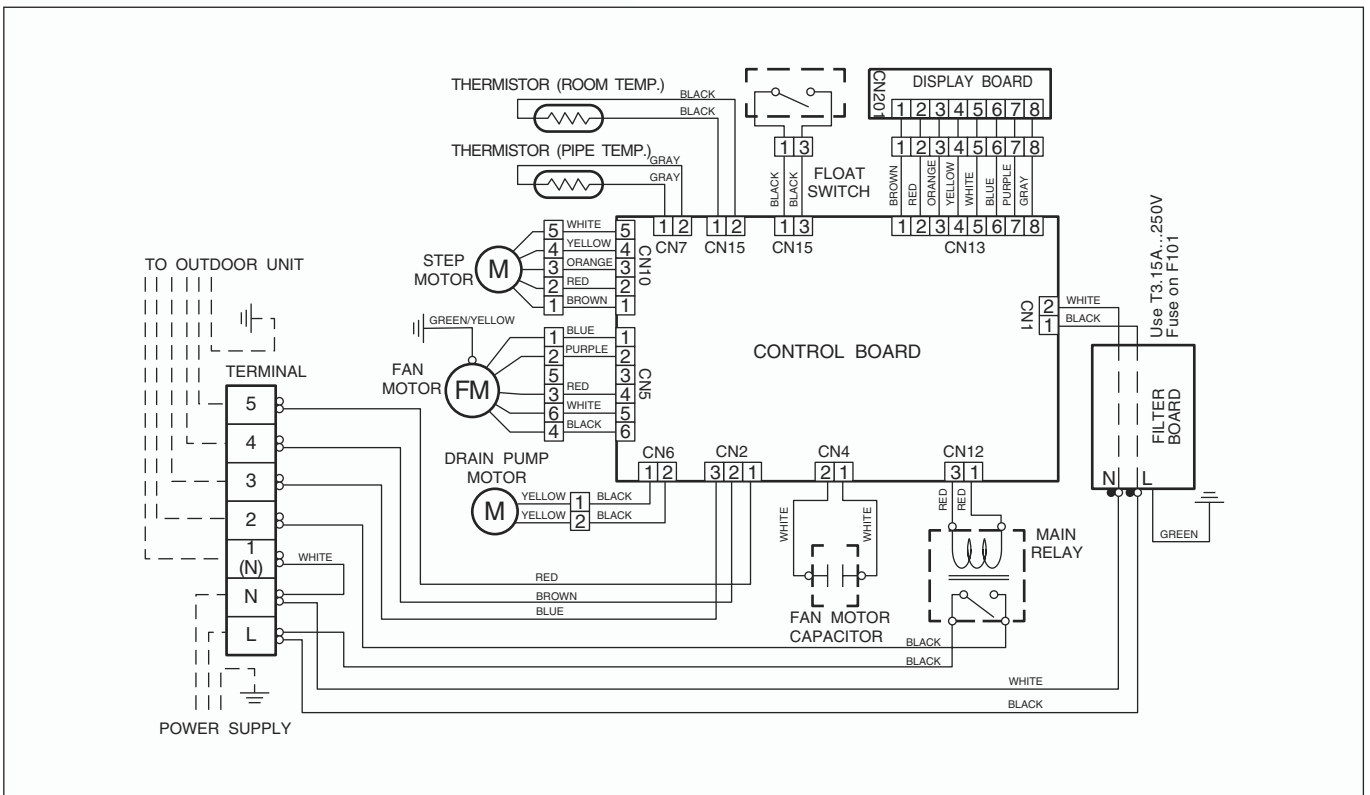 THERMISTOR (ROOM TEMP.)
BLACK
BLACK
THERMISTOR (PIPE TEMP.)
GRAY
GRAY
1 3
BLACK
BLACK
FLOAT
SWITCH
CN201
DISPLAY BOARD
1 2 3 4 5 6 7 8
1 2 3 4 5 6 7 8
BROWN
RED
ORANGE
YELLOW
WHITE
BLUE
PURPLE
GRAY
1 2
CN7
1 2
CN15
1 3
CN15
1 2 3 4 5 6 7 8
CN13
STEP
MOTOR
M
5 WHITE 5
4 YELLOW 4
3 ORANGE 3
2 RED 2
1 BROWN 1
CN10
GREEN/YELLOW
FAN
MOTOR
FM
1 BLUE 1
2 PURPLE 2
5 3
3 RED 4
6 WHITE 5
4 BLACK 6
CN5
CONTROL BOARD
CN1
2 WHITE
1 BLACK
Use T3.15A...250V
Fuse on F101
FILTER
BOARD
N L
GREEN
TO OUTDOOR UNIT
TERMINAL
5
4
3
2
1
(N)
N
L
WHITE
POWER SUPPLY
DRAIN PUMP
MOTOR
M
YELLOW 1 BLACK
YELLOW 2 BLACK
CN6
1 2
CN2
3 2 1
CN4
2 1
CN12
3 1
WHITE
WHITE
RED
RED
FAN MOTOR
CAPACITOR
MAIN
RELAY
RED
BROWN
BLUE
BLACK
BLACK
WHITE
BLACK